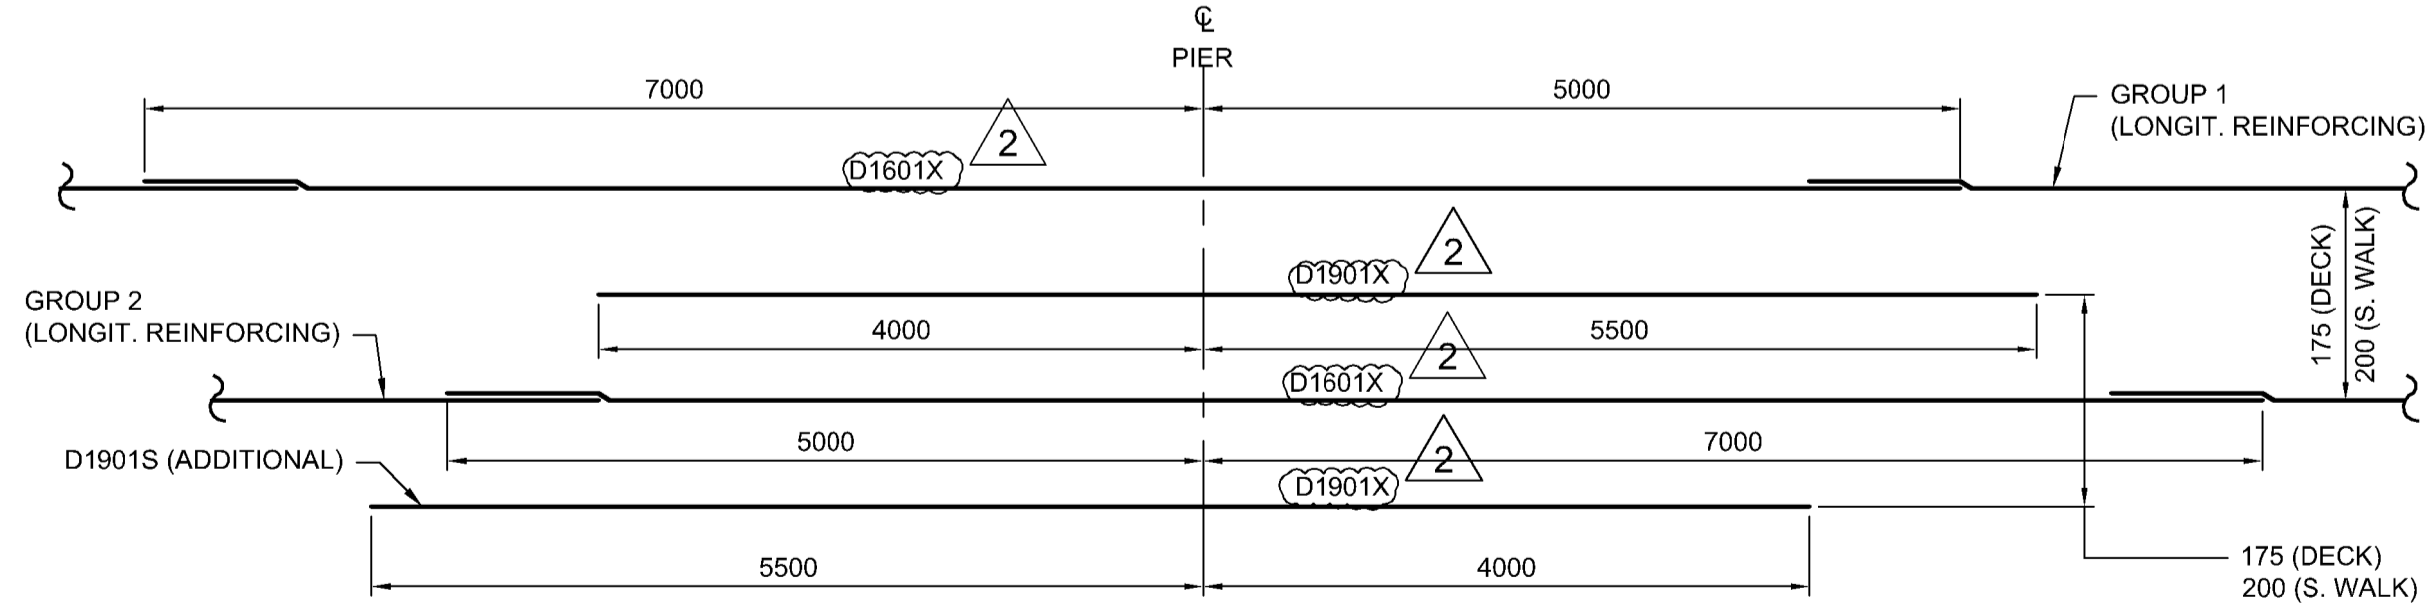 ℄
PIER
7000
5000
GROUP 1
(LONGIT. REINFORCING)
2
D1601X
2
D1901X
175 (DECK)
200 (S. WALK)
GROUP 2
(LONGIT. REINFORCING)
4000
5500
2
D1601X
5000
7000
2
D1901S (ADDITIONAL)
D1901X
5500
4000
175 (DECK)
200 (S. WALK)